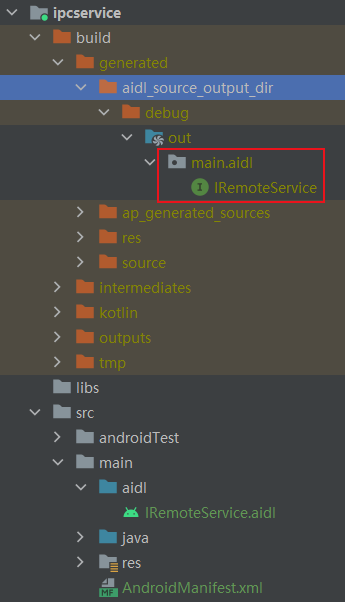 ipcservice
build
generated
aidl_source_output_dir
debug
out
main.aidl
I IRemoteService
ap_generated_sources
res
source
intermediates
kotlin
outputs
tmp
libs
src
androidTest
main
aidl
IRemoteService.aidl
java
res
MF AndroidManifest.xml